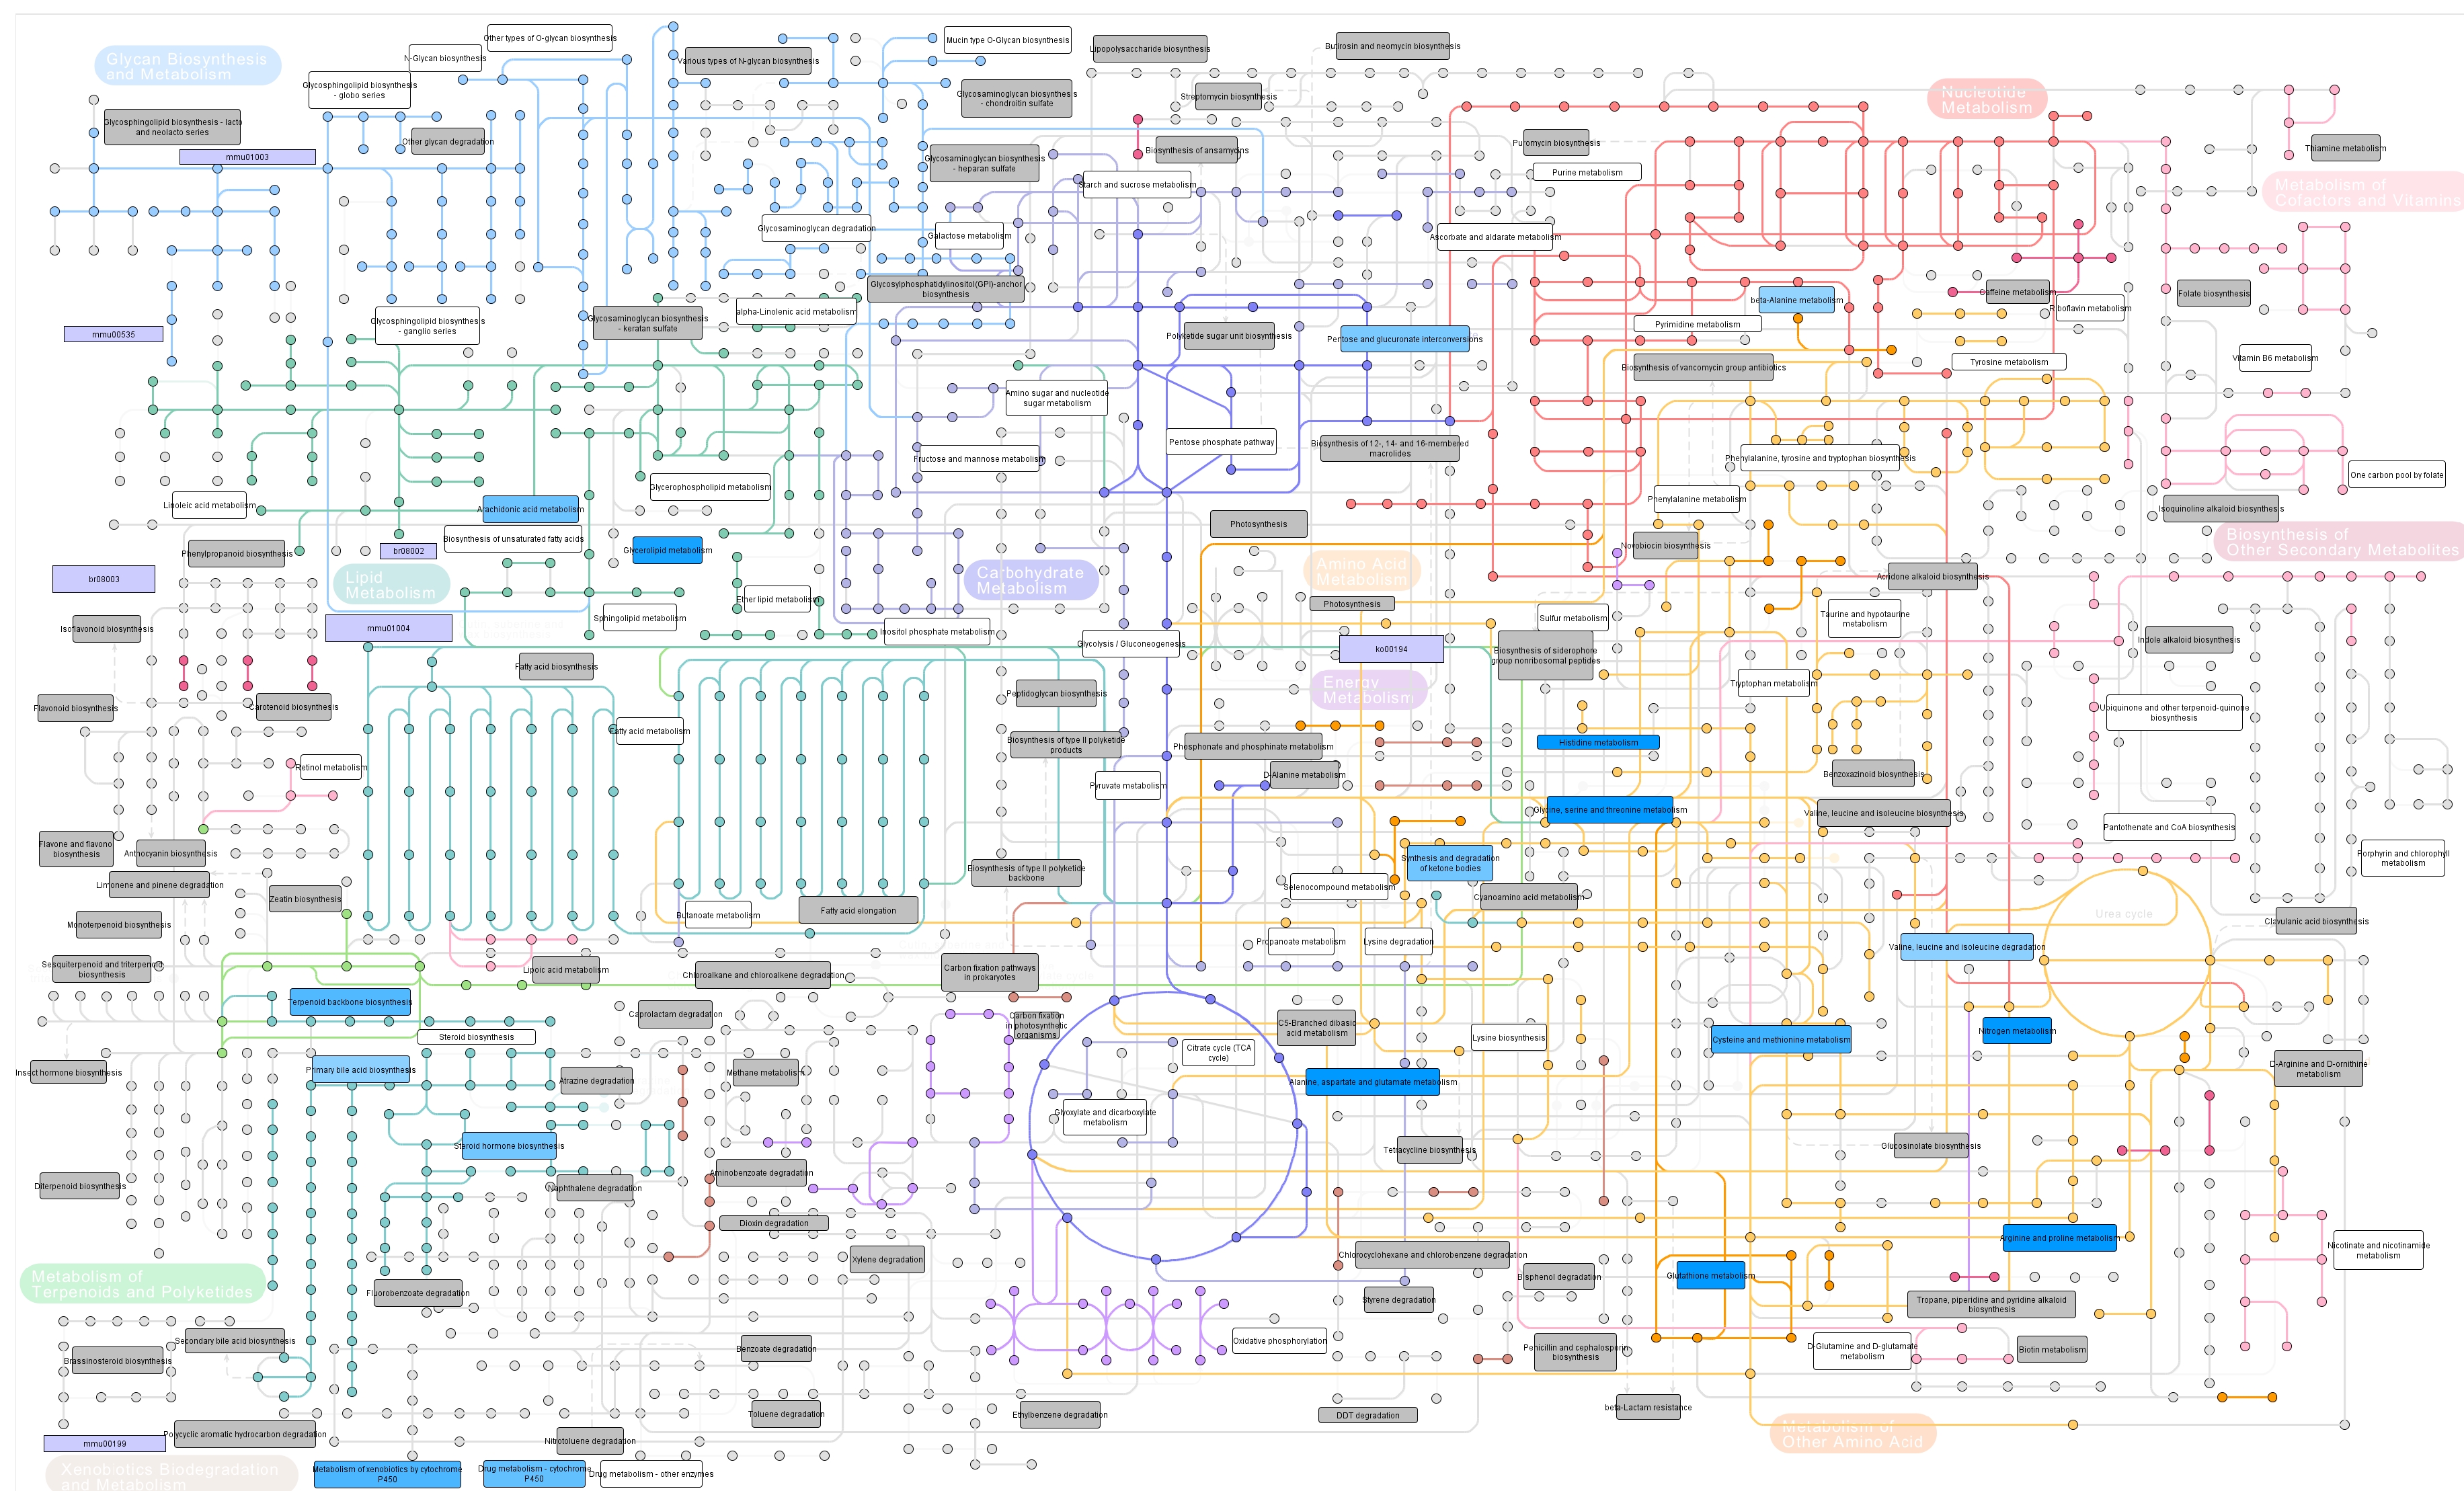 Other types of O-glycan biosynthesis
Mucin type O-Glycan biosynthesis
Lipopolysaccharide biosynthesis
Butirosin and neomycin biosynthesis
Glycan Biosynthesis
and Metabolism
N-Glycan biosynthesis
Various types of N-glycan biosynthesis
Glycosphingolipid biosynthesis
- globo series
Glycosaminoglycan biosynthesis
- chondroitin sulfate
Streptomycin biosynthesis
Nucleotide
Metabolism
Glycosphingolipid biosynthesis - lacto
and neolacto series
Other glycan degradation
mmu01003
Glycosaminoglycan biosynthesis
- heparan sulfate
Biosynthesis of ansamycins
Puromycin biosynthesis
Purine metabolism
Thiamine metabolism
Starch and sucrose metabolism
Metabolism of
Cofactors and Vitamins
Glycosaminoglycan degradation
Galactose metabolism
Ascorbate and aldarate metabolism
Glycosylphosphatidylinositol(GPI)-anchor
biosynthesis
beta-Alanine metabolism
Caffeine metabolism
Riboflavin metabolism
Folate biosynthesis
mmu00535
Glycosphingolipid biosynthesis
- ganglio series
Glycosaminoglycan biosynthesis
- keratan sulfate
alpha-Linolenic acid metabolism
Polyketide sugar unit biosynthesis
Pentose and glucuronate interconversions
Pyrimidine metabolism
Biosynthesis of vancomycin group antibiotics
Tyrosine metabolism
Vitamin B6 metabolism
Amino sugar and nucleotide
sugar metabolism
Pentose phosphate pathway
Biosynthesis of 12-, 14- and 16-membered
macrolides
Fructose and mannose metabolism
Phenylalanine, tyrosine and tryptophan biosynthesis
One carbon pool by folate
Linoleic acid metabolism
Arachidonic acid metabolism
Glycerophospholipid metabolism
Phenylalanine metabolism
Isoquinoline alkaloid biosynthesis
Photosynthesis
Biosynthesis of
Other Secondary Metabolites
Phenylpropanoid biosynthesis
br08002
Biosynthesis of unsaturated fatty acids
Glycerolipid metabolism
Novobiocin biosynthesis
br08003
Lipid
Metabolism
Carbohydrate
Metabolism
Amino Acid
Metabolism
Acridone alkaloid biosynthesis
Ether lipid metabolism
Photosynthesis
Isoflavonoid biosynthesis
mmu01004
Sphingolipid metabolism
Inositol phosphate metabolism
Glycolysis / Gluconeogenesis
ko00194
Sulfur metabolism
Taurine and hypotaurine
metabolism
Indole alkaloid biosynthesis
Biosynthesis of siderophore
group nonribosomal peptides
Fatty acid biosynthesis
Energy
Metabolism
Tryptophan metabolism
Flavonoid biosynthesis
Carotenoid biosynthesis
Peptidoglycan biosynthesis
Ubiquinone and other terpenoid-quinone
biosynthesis
Fatty acid metabolism
Biosynthesis of type II polyketide
products
Phosphonate and phosphinate metabolism
Histidine metabolism
Retinol metabolism
D-Alanine metabolism
Benzoxazinoid biosynthesis
Pyruvate metabolism
Glycine, serine and threonine metabolism
Valine, leucine and isoleucine biosynthesis
Pantothenate and CoA biosynthesis
Flavone and flavono
biosynthesis
Anthocyanin biosynthesis
Biosynthesis of type II polyketide
backbone
Synthesis and degradation
of ketone bodies
Porphyrin and chlorophyll
metabolism
Limonene and pinene degradation
Zeatin biosynthesis
Selenocompound metabolism
Cyanoamino acid metabolism
Monoterpenoid biosynthesis
Butanoate metabolism
Fatty acid elongation
Urea cycle
Clavulanic acid biosynthesis
Propanoate metabolism
Lysine degradation
Valine, leucine and isoleucine degradation
Sesquiterpenoid and triterpenoid
biosynthesis
Lipoic acid metabolism
Chloroalkane and chloroalkene degradation
Carbon fixation pathways
in prokaryotes
Terpenoid backbone biosynthesis
Caprolactam degradation
Carbon fixation
in photosynthetic
organisms
C5-Branched dibasic
acid metabolism
Steroid biosynthesis
Lysine biosynthesis
Cysteine and methionine metabolism
Nitrogen metabolism
Citrate cycle (TCA
cycle)
Insect hormone biosynthesis
Primary bile acid biosynthesis
Atrazine degradation
Methane metabolism
Alanine, aspartate and glutamate metabolism
D-Arginine and D-ornithine
metabolism
Glyoxylate and dicarboxylate
metabolism
Steroid hormone biosynthesis
Tetracycline biosynthesis
Glucosinolate biosynthesis
Diterpenoid biosynthesis
Naphthalene degradation
Aminobenzoate degradation
Dioxin degradation
Xylene degradation
Chlorocyclohexane and chlorobenzene degradation
Arginine and proline metabolism
Nicotinate and nicotinamide
metabolism
Metabolism of
Terpenoids and Polyketides
Fluorobenzoate degradation
Bisphenol degradation
Glutathione metabolism
Styrene degradation
Tropane, piperidine and pyridine alkaloid
biosynthesis
Secondary bile acid biosynthesis
Benzoate degradation
Oxidative phosphorylation
Penicillin and cephalosporin
biosynthesis
D-Glutamine and D-glutamate
metabolism
Biotin metabolism
Brassinosteroid biosynthesis
Toluene degradation
Ethylbenzene degradation
DDT degradation
beta-Lactam resistance
Polycyclic aromatic hydrocarbon degradation
Nitrotoluene degradation
Metabolism of
Other Amino Acid
mmu00199
Xenobiotics Biodegradation
and Metabolism
Metabolism of xenobiotics by cytochrome
P450
Drug metabolism - cytochrome
P450
Drug metabolism - other enzymes